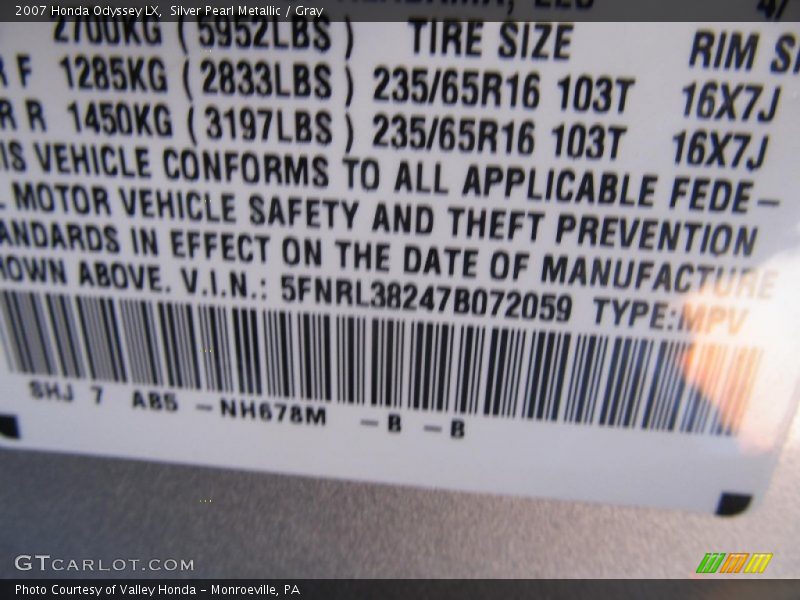 2007 Honda Odyssey LX, Silver Pearl Metallic / Gray
2700KG (5952LBS) TIRE SIZE RIM
F 1285KG (2833LBS) 235/65R16 103T 16X7J
R 1450KG (3197LBS) 235/65R16 103T 16X7J
IS VEHICLE CONFORMS TO ALL APPLICABLE FEDE-
MOTOR VEHICLE SAFETY AND THEFT PREVENTION
ANDARDS IN EFFECT ON THE DATE OF MANUFACTURE
OWN ABOVE. V.I.N.: 5FNRL38247B072059 TYPE:MPV
SHJ 7 AB5 -NH678M -B -B
GTCARLOT.COM
Photo Courtesy of Valley Honda - Monroeville, PA